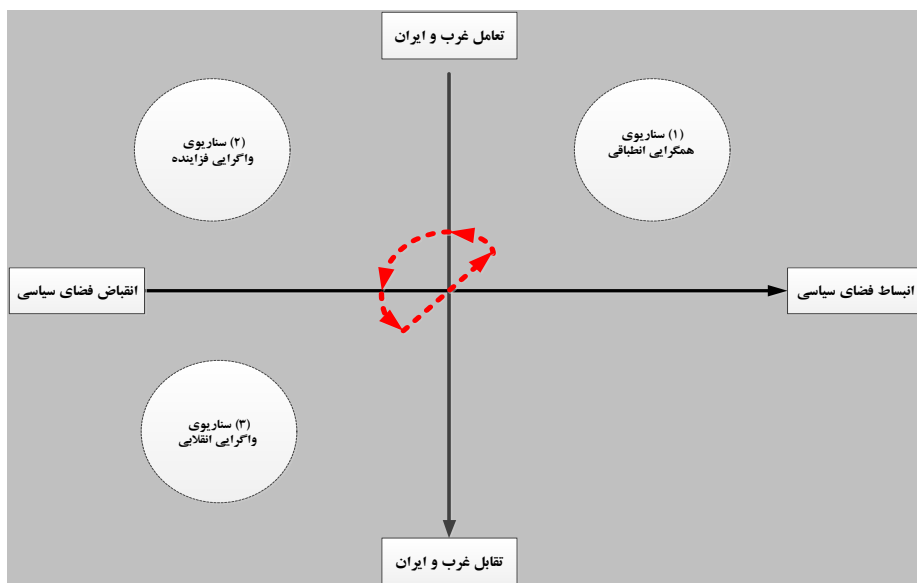 تعامل غرب و ایران
(۱) سناریوی
همگرایی انطباقی
(۲) سناریوی
واگرایی فزاینده
انبساط فضای سیاسی
انقباض فضای سیاسی
(۳) سناریوی
واگرایی انقلابی
تقابل غرب و ایران